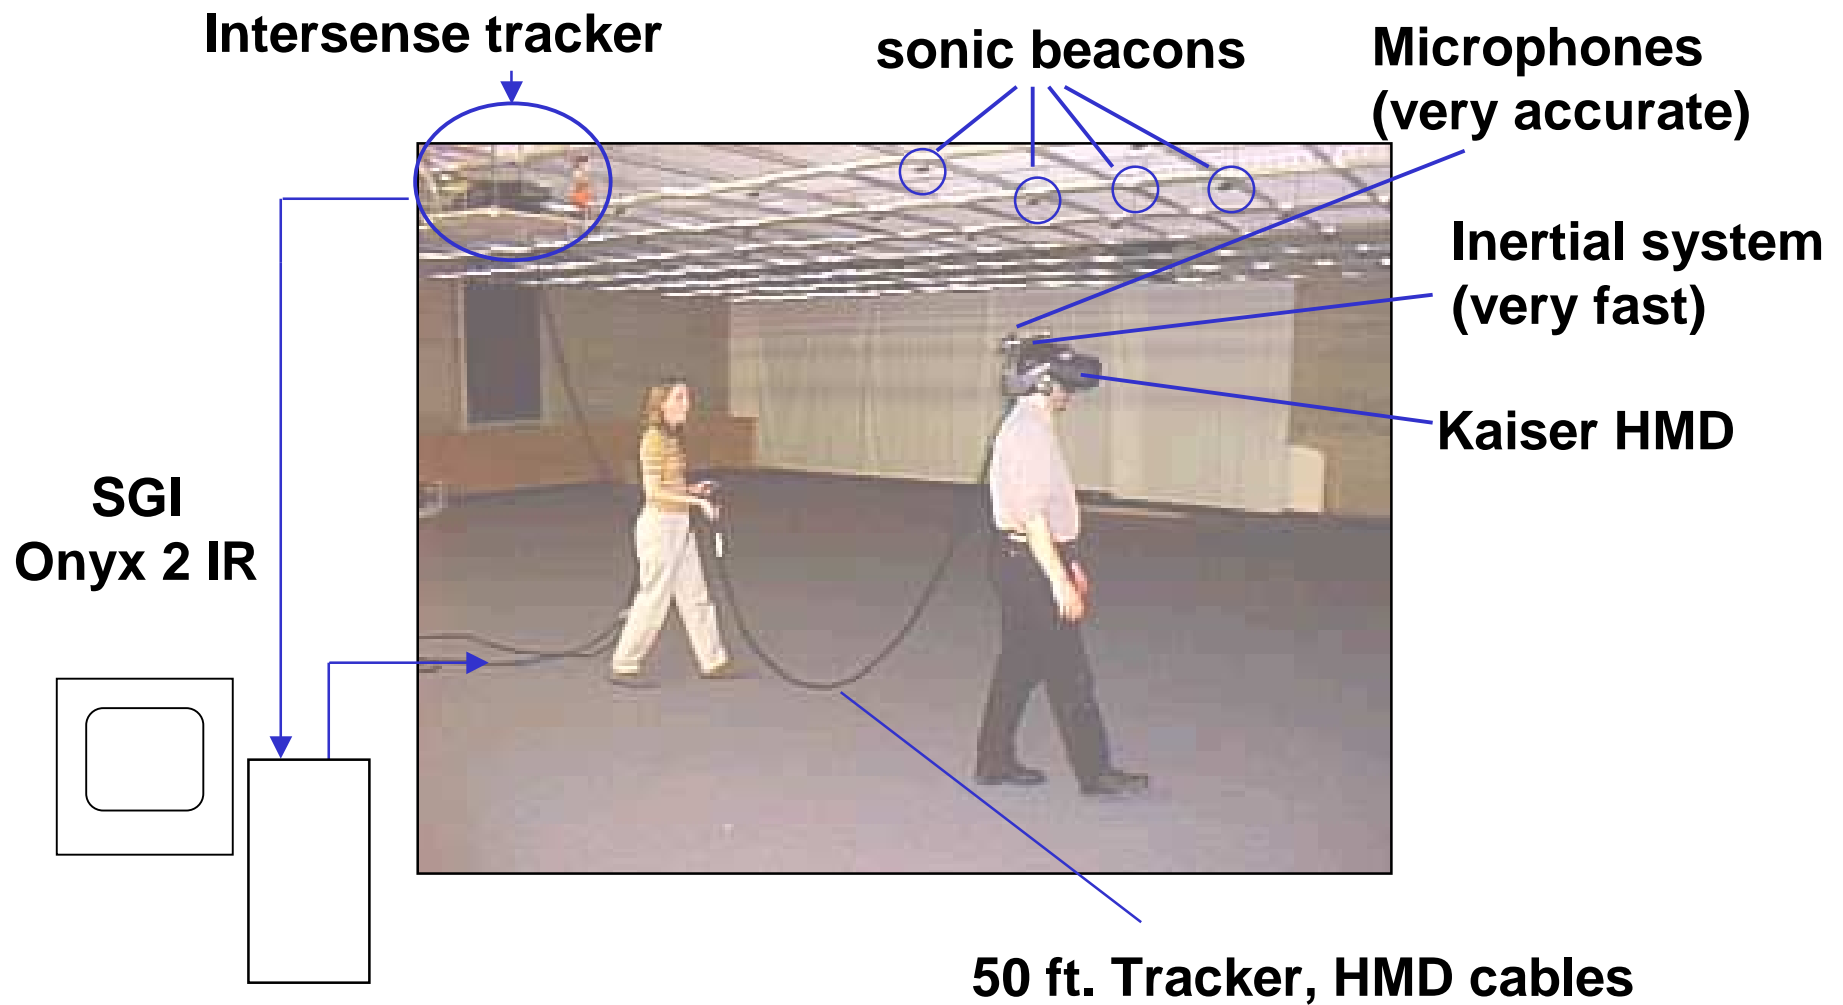 Intersense tracker
sonic beacons
Microphones
(very accurate)
Inertial system
(very fast)
Kaiser HMD
SGI
Onyx 2 IR
50 ft. Tracker, HMD cables